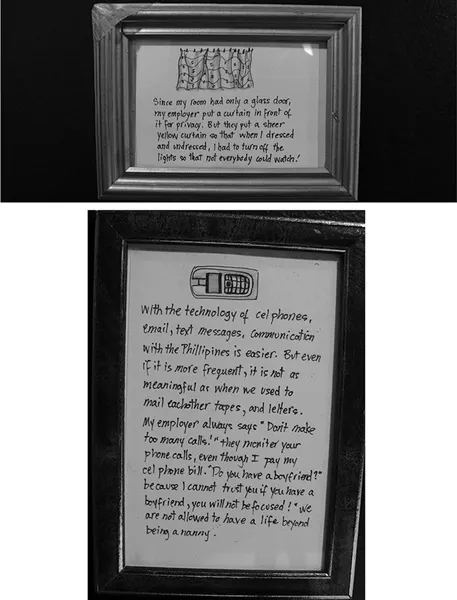 Since my room had only a glass door,
my employer put a curtain in front of
it for privacy. But they put a sheer
yellow curtain so that when I dressed
and undressed, I had to turn off the
lights so that not everybody could watch!
With the technology of cel phones,
email, text messages, communication
with the Phillipines is easier. But even
if it is more frequent, it is not as
meaningful as when we used to
mail eachother tapes, and letters.
My employer always says "Don't make
too many calls!" they moniter your
phone calls, even though I pay my
cel phone bill. "Do you have a boyfriend?"
because I cannot trust you if you have a
boyfriend, you will not be focused!" We
are not allowed to have a life beyond
being a nanny.